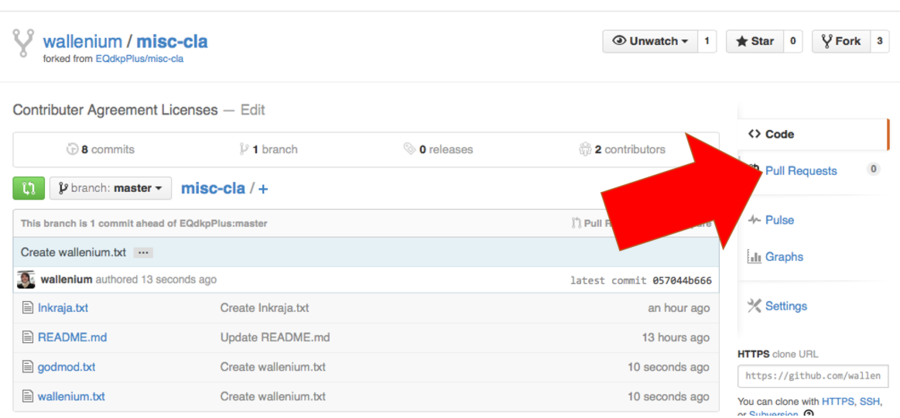 wallenium / misc-cla
forked from EQdkpPlus/misc-cla
Unwatch 1
Star 0
Fork 3
Contributer Agreement Licenses — Edit
8 commits
1 branch
0 releases
2 contributors
branch: master
misc-cla / +
This branch is 1 commit ahead of EQdkpPlus:master
Pull
Create wallenium.txt ...
wallenium authored 13 seconds ago
latest commit 057044b666
Inkraja.txt Create Inkraja.txt an hour ago
README.md Update README.md 13 hours ago
godmod.txt Create wallenium.txt 10 seconds ago
wallenium.txt Create wallenium.txt 10 seconds ago
Code
Pull Requests 0
Pulse
Graphs
Settings
HTTPS clone URL
https://github.com/wallen
You can clone with HTTPS, SSH,
or Subversion.